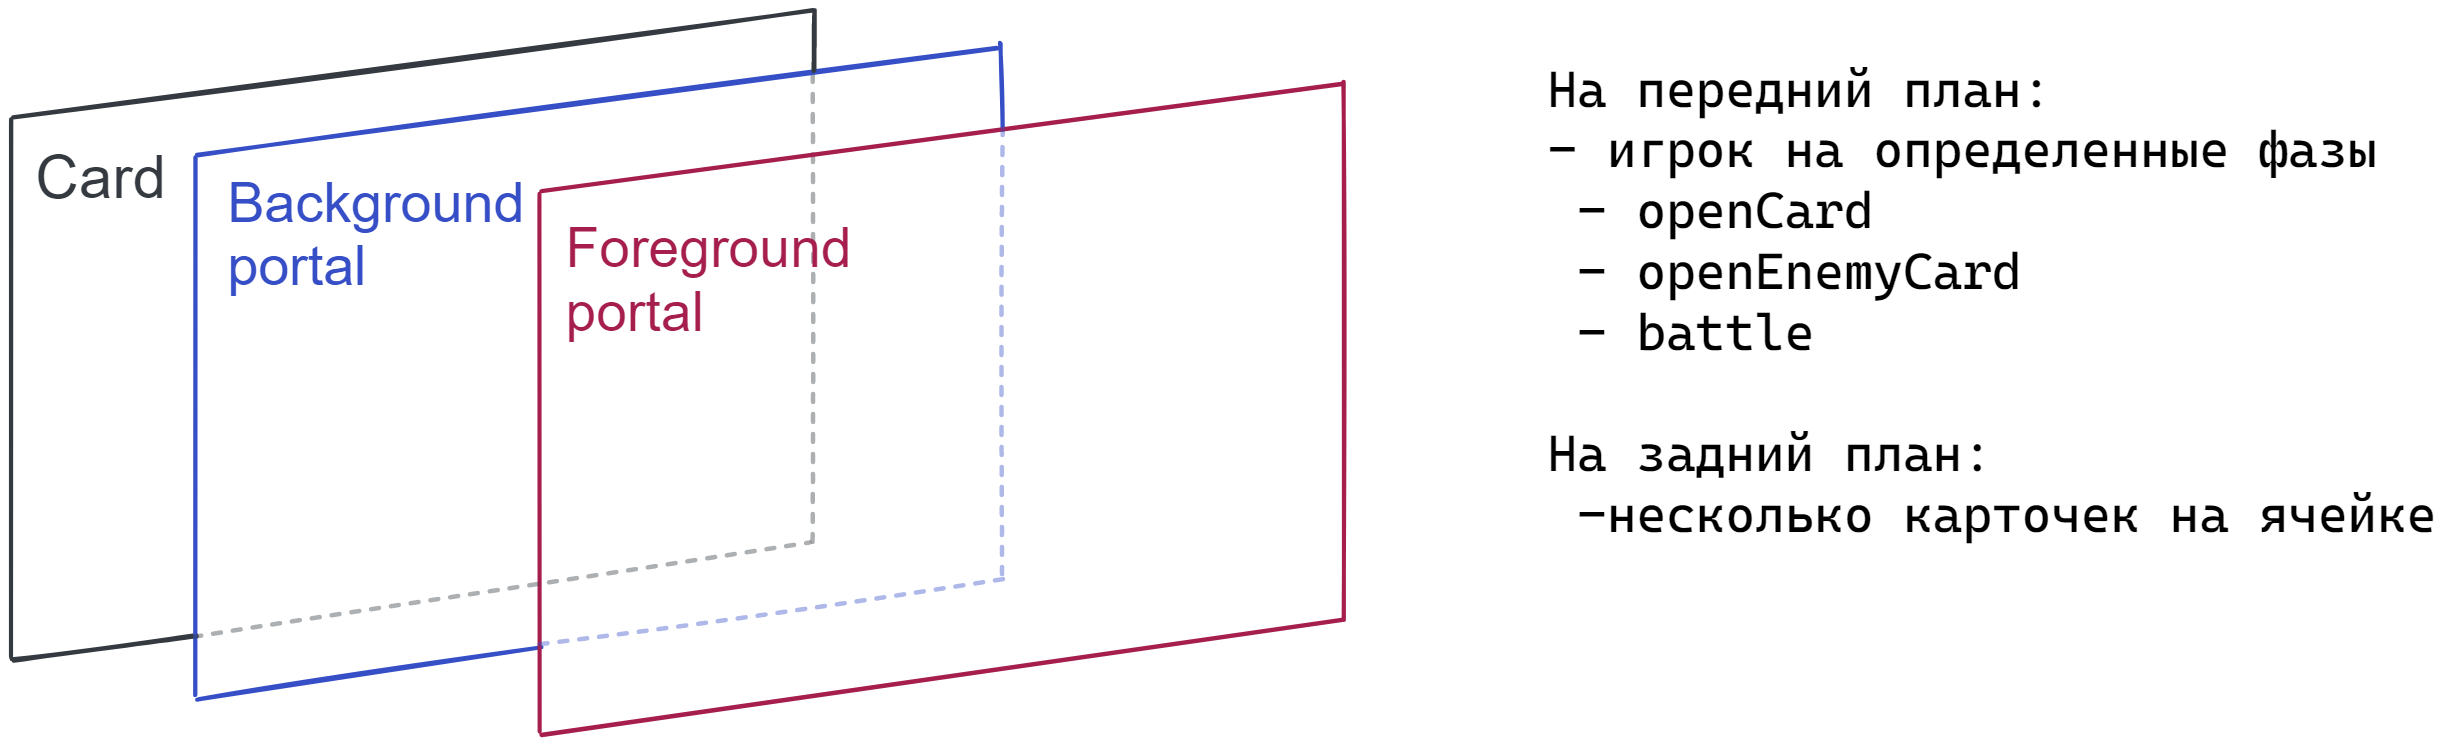 Card
Background
portal
Foreground
portal
На передний план:
- игрок на определенные фазы
- openCard
- openEnemyCard
- battle
На задний план:
-несколько карточек на ячейке